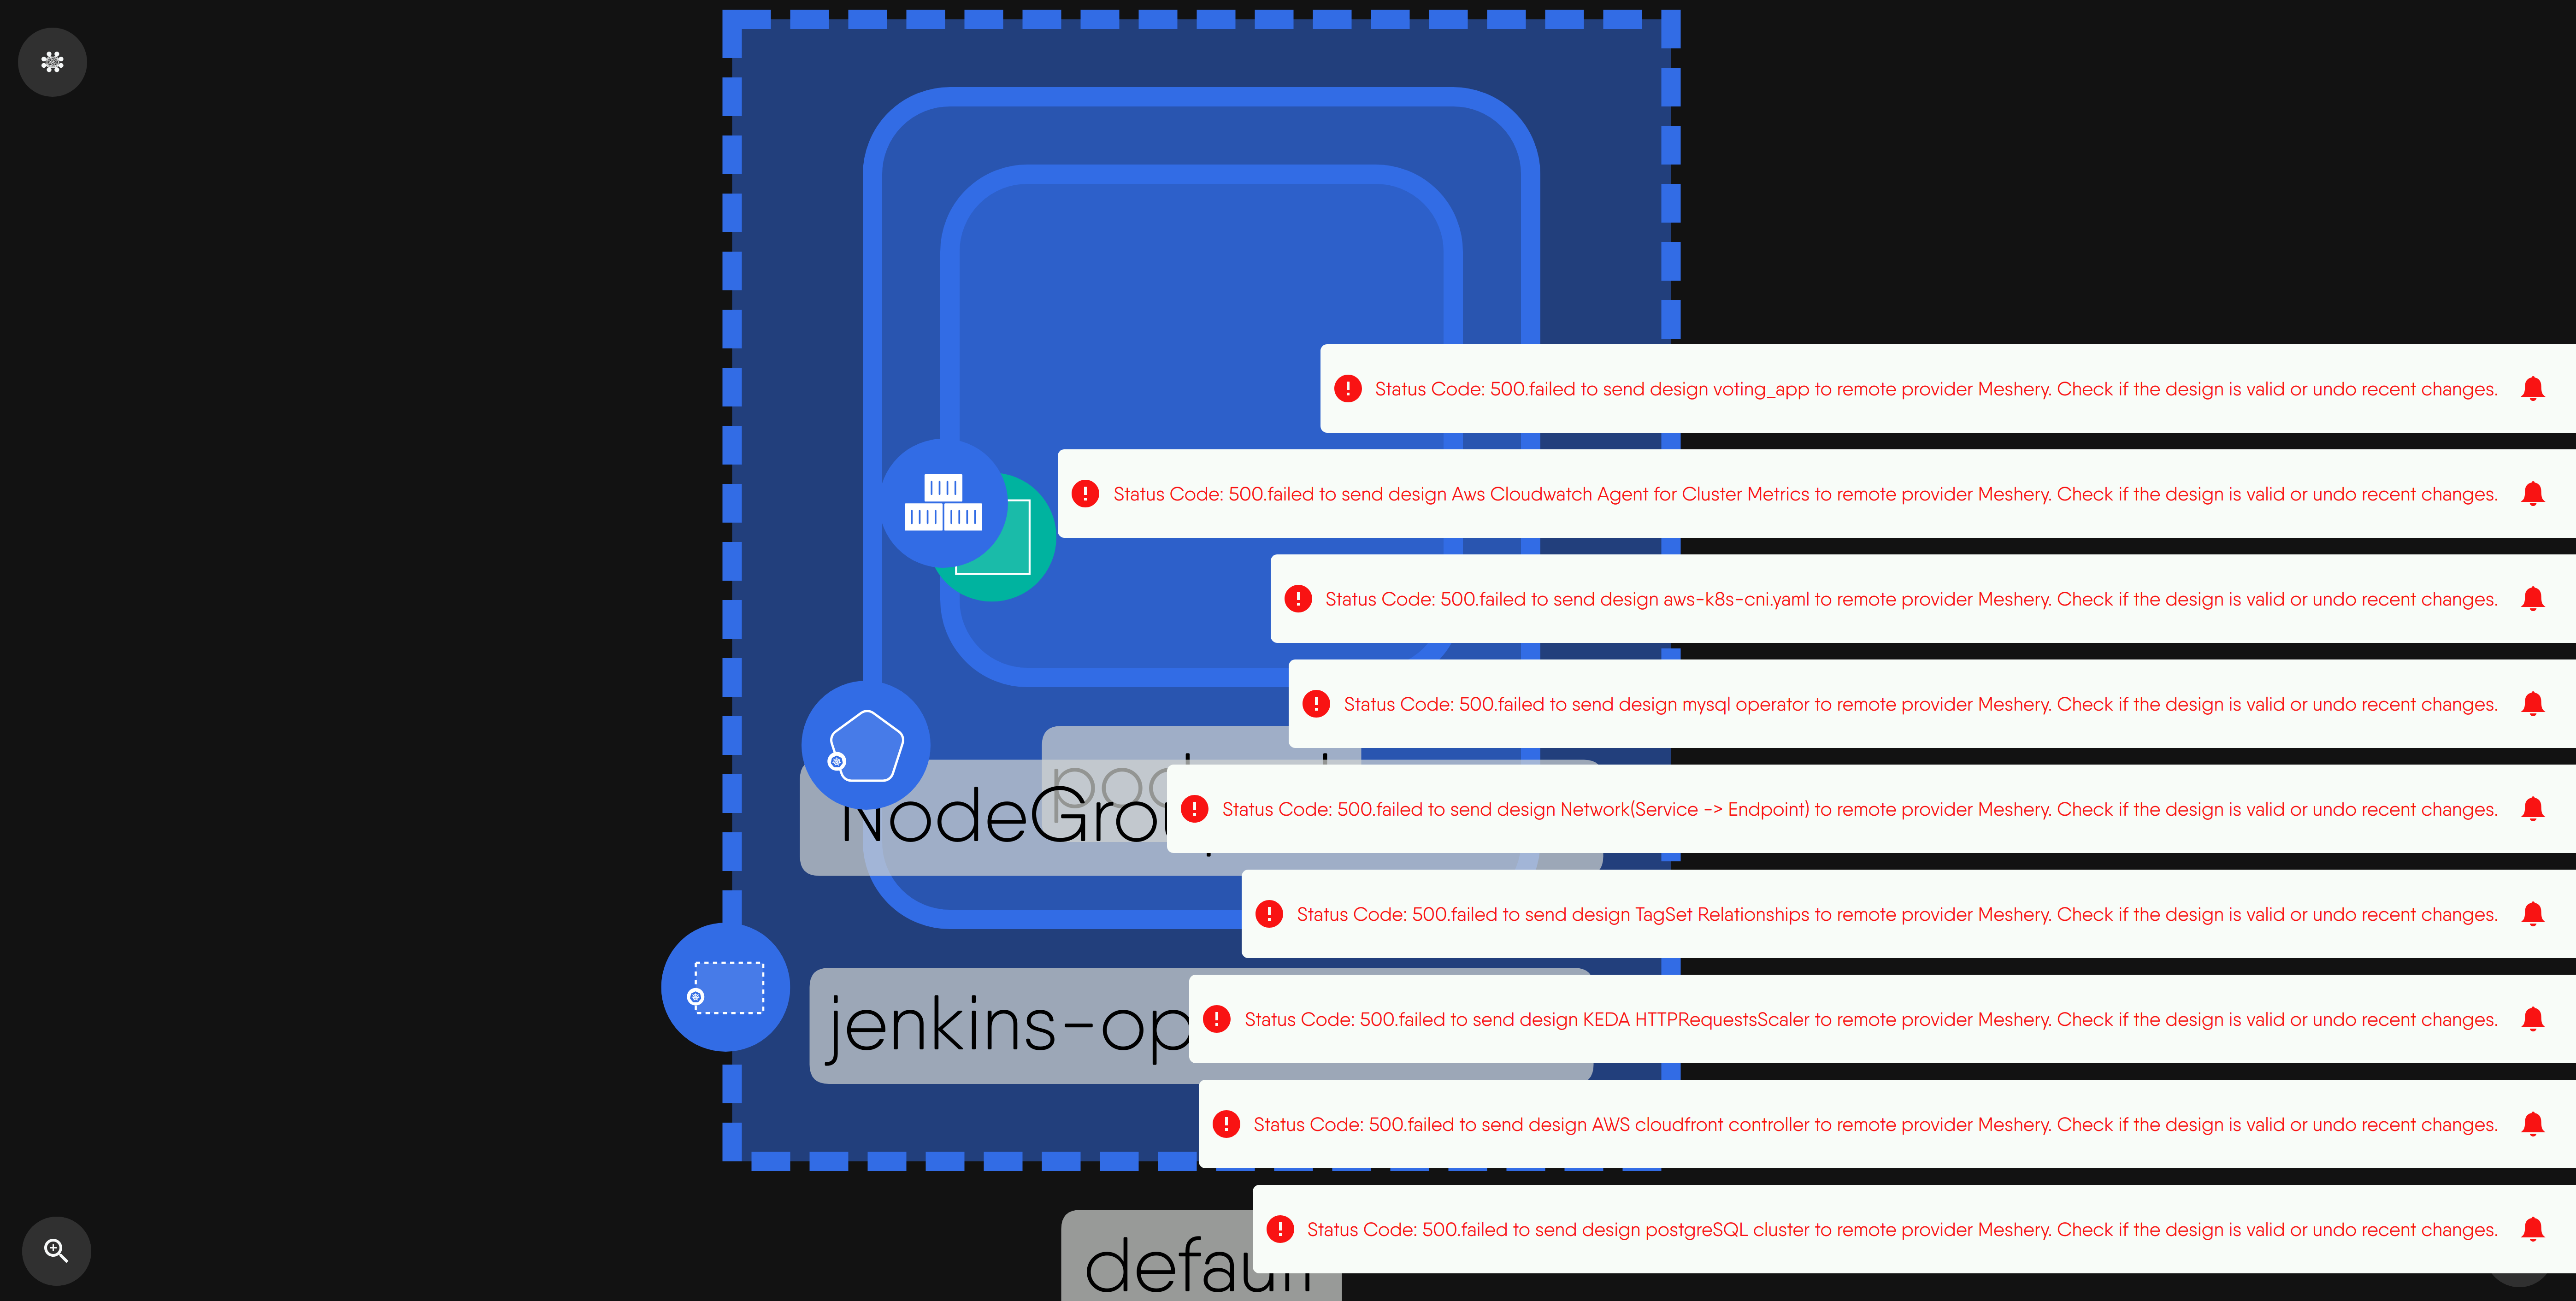 Status Code: 500.failed to send design voting_app to remote provider Meshery. Check if the design is valid or undo recent changes.
Status Code: 500.failed to send design Aws Cloudwatch Agent for Cluster Metrics to remote provider Meshery. Check if the design is valid or undo recent changes.
Status Code: 500.failed to send design aws-k8s-cni.yaml to remote provider Meshery. Check if the design is valid or undo recent changes.
Status Code: 500.failed to send design mysql operator to remote provider Meshery. Check if the design is valid or undo recent changes.
Status Code: 500.failed to send design Network(Service -> Endpoint) to remote provider Meshery. Check if the design is valid or undo recent changes.
Status Code: 500.failed to send design TagSet Relationships to remote provider Meshery. Check if the design is valid or undo recent changes.
jenkins-op
Status Code: 500.failed to send design KEDA HTTPRequestsScaler to remote provider Meshery. Check if the design is valid or undo recent changes.
Status Code: 500.failed to send design AWS cloudfront controller to remote provider Meshery. Check if the design is valid or undo recent changes.
Status Code: 500.failed to send design postgreSQL cluster to remote provider Meshery. Check if the design is valid or undo recent changes.
default